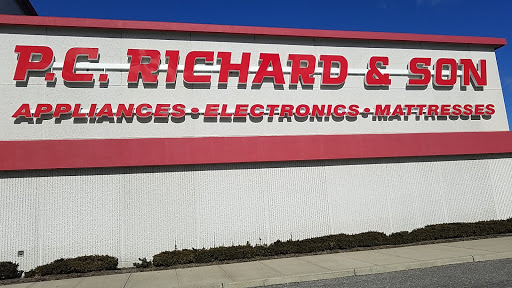 P.C. RICHARD & SON
APPLIANCES • ELECTRONICS • MATTRESSES